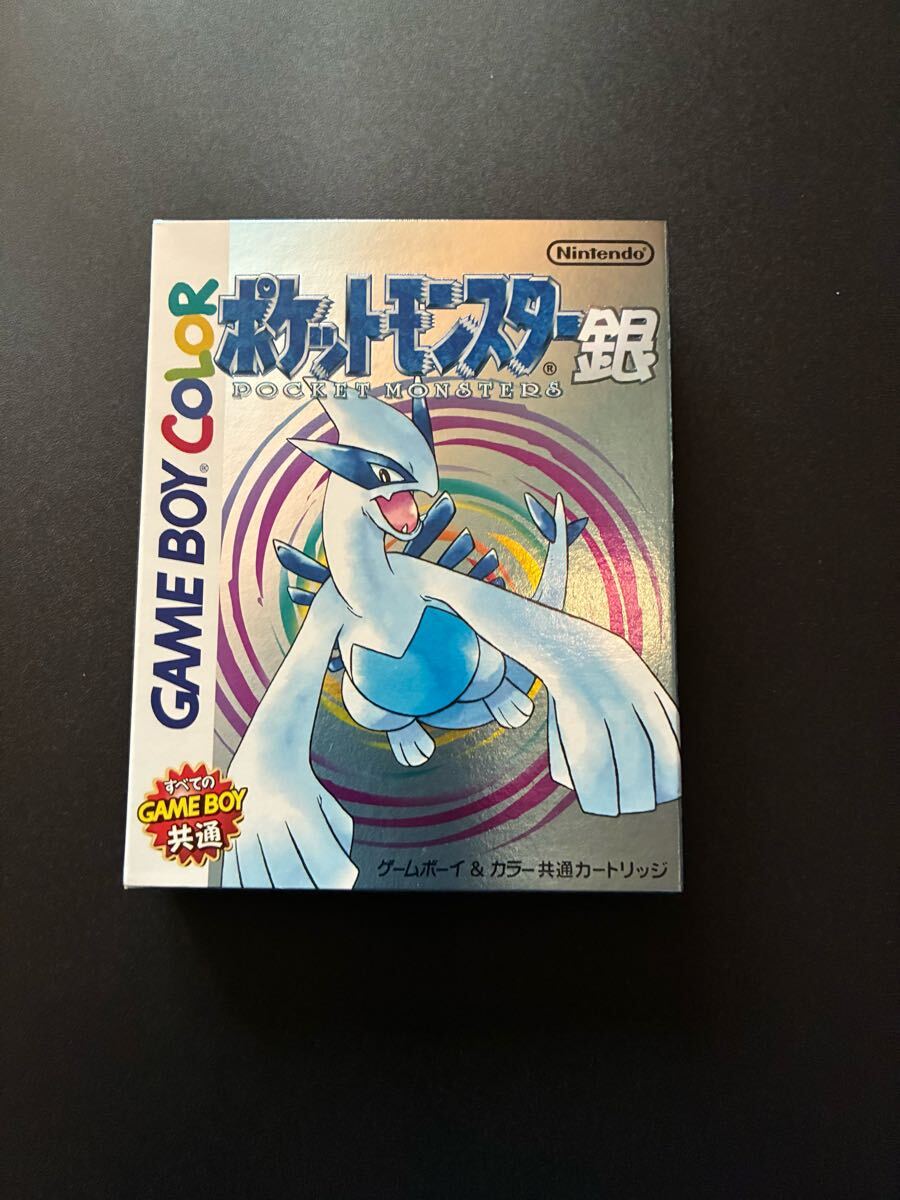 Nintendo®
ポケットモンスター®銀
POCKET MONSTERS
GAME BOY® COLOR
すべての
GAME BOY
共通
ゲームボーイ & カラー共通カートリッジ